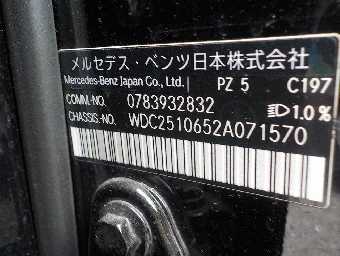 メルセデス・ベンツ日本株式会社
Mercedes-Benz Japan Co., Ltd. PZ 5 C197
COMM.-NO. 0783932832 1.0%
CHASSIS.-NO. WDC2510652A071570